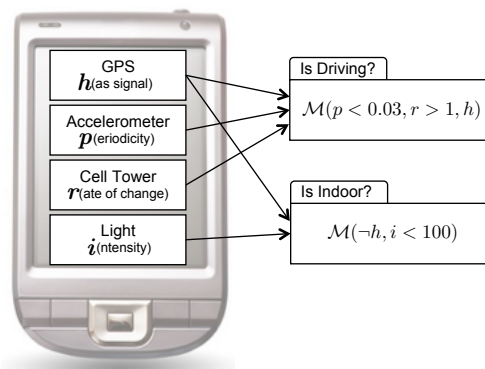 GPS
h(as signal)
Accelerometer
p(eriodicity)
Cell Tower
r(ate of change)
Light
i(ntensity)
Is Driving?
M(p < 0.03, r > 1, h)
Is Indoor?
M(¬h, i < 100)